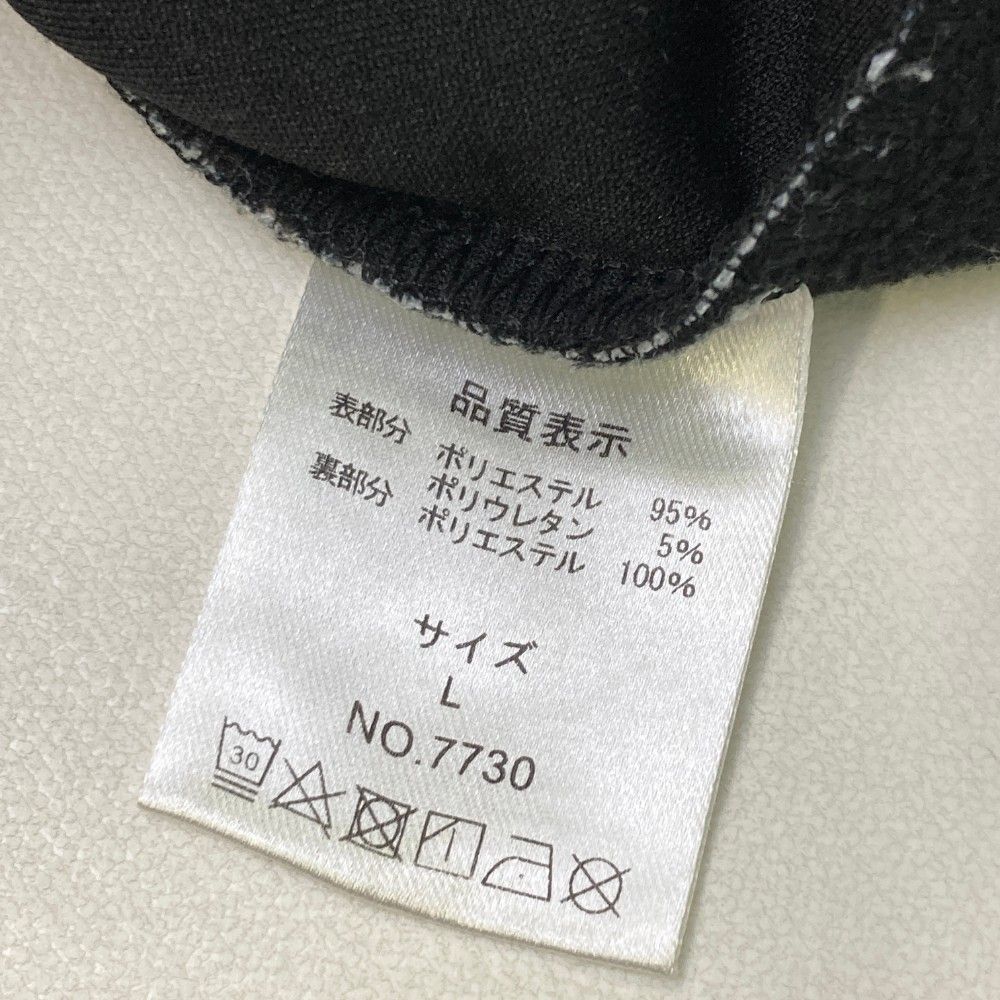 品質表示
表部分 ポリエステル 95%
ポリウレタン 5%
裏部分 ポリエステル 100%
サイズ
L
NO.7730
30